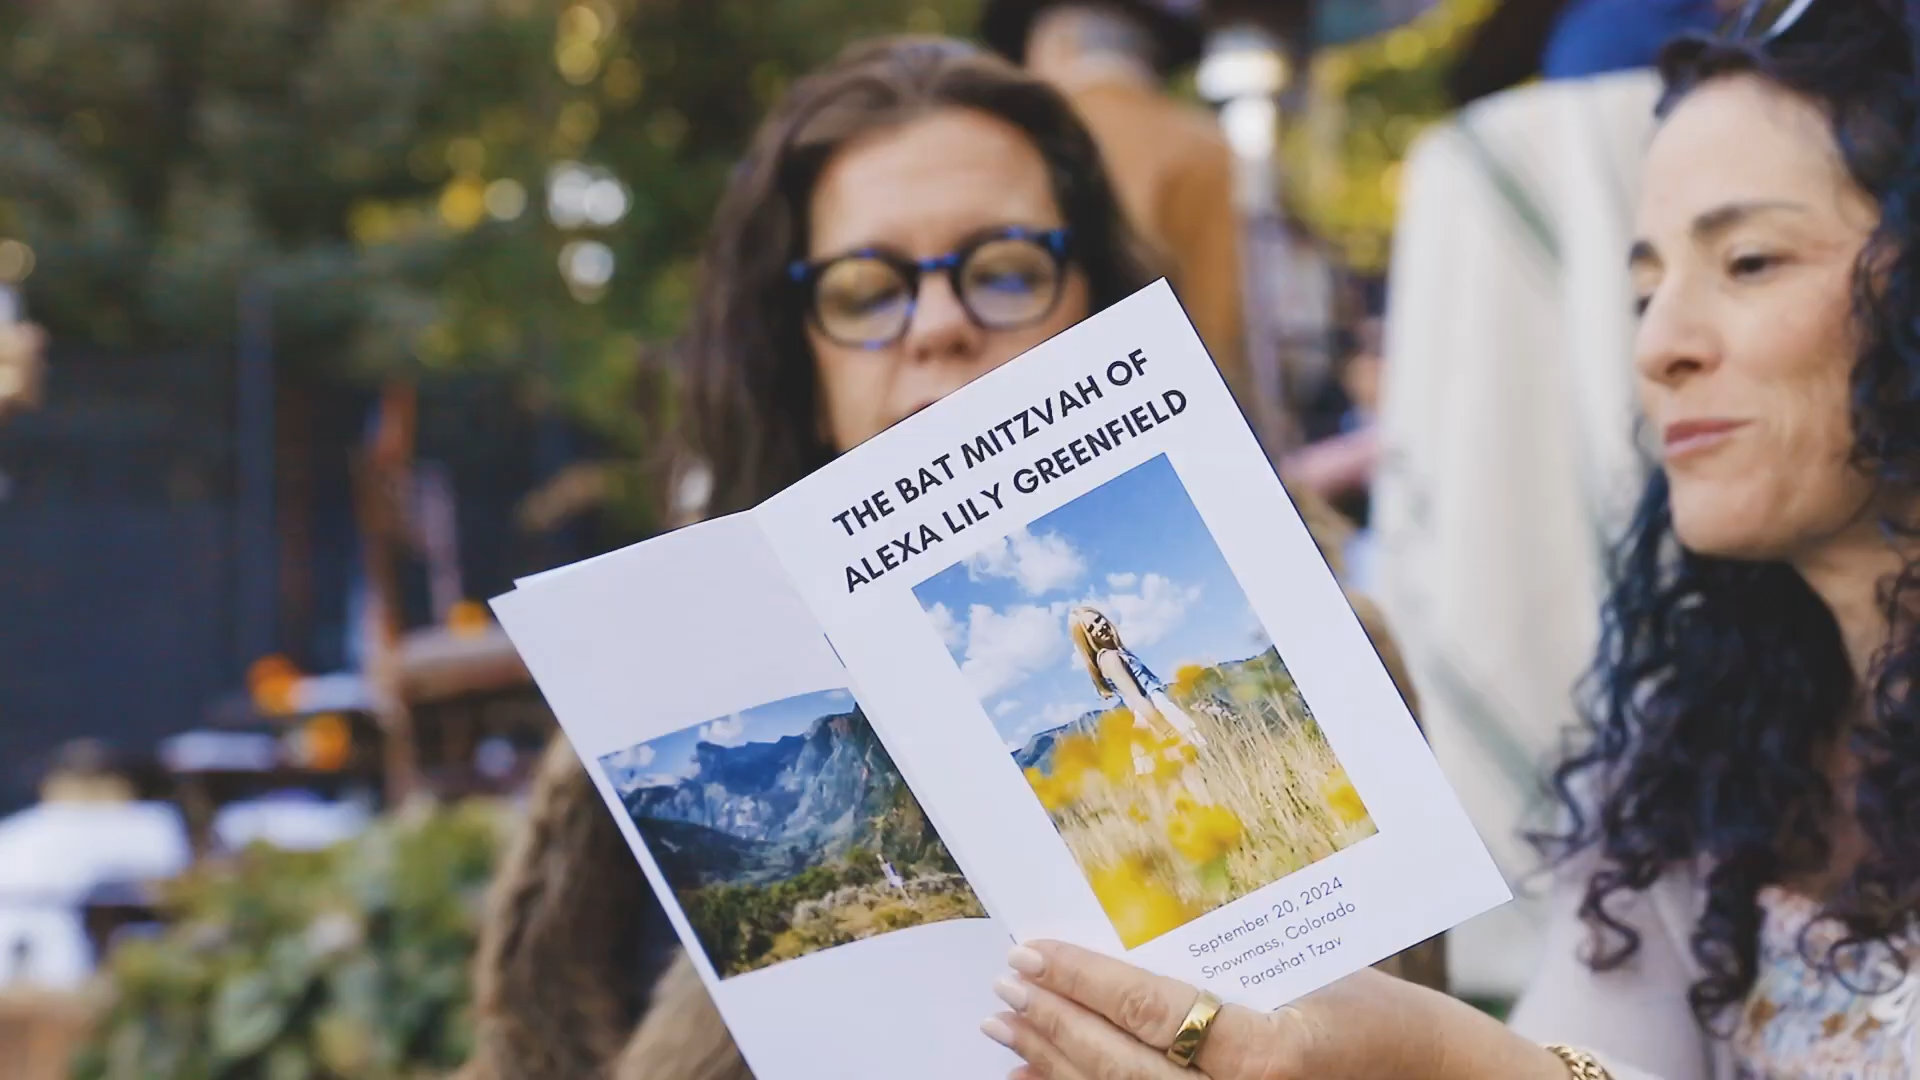 THE BAT MITZVAH OF
ALEXA LILY GREENFIELD
September 20, 2024
Snowmass, Colorado
Parashat Tzav